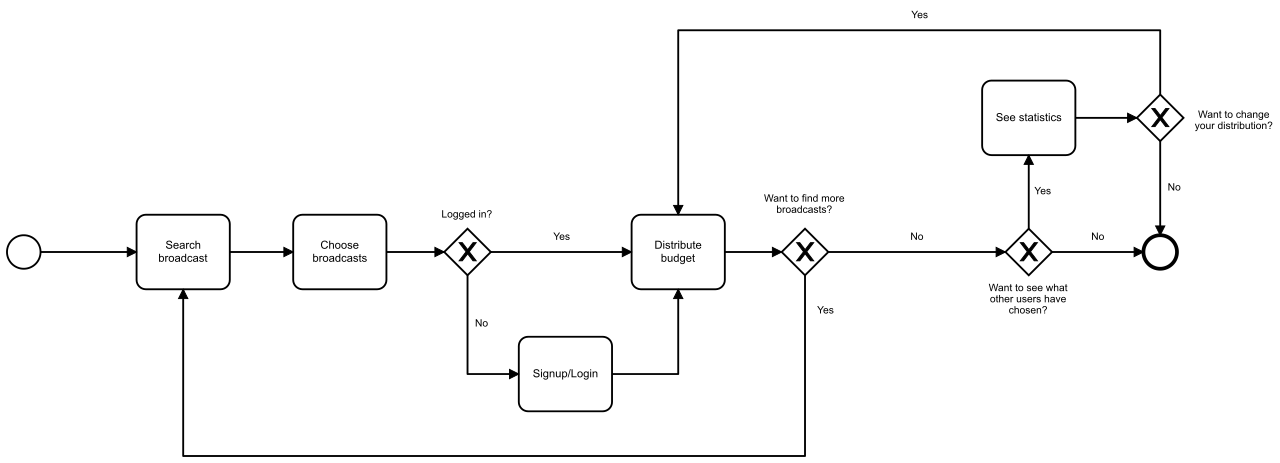 Yes
See statistics
Want to change
your distribution?
Yes
No
Want to find more
broadcasts?
Logged in?
Search
broadcast
Choose
broadcasts
Yes
Distribute
budget
No
No
Want to see what
other users have
chosen?
Yes
No
Signup/Login